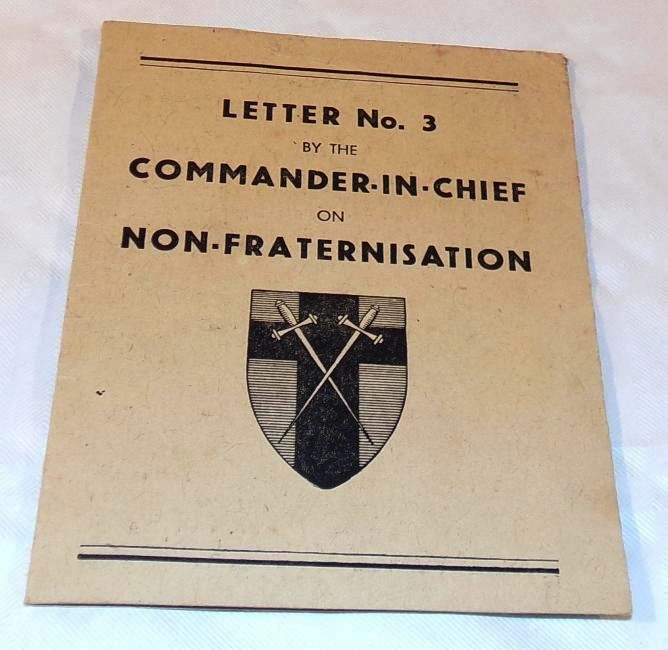 LETTER No. 3
BY THE
COMMANDER-IN-CHIEF
ON
NON-FRATERNISATION